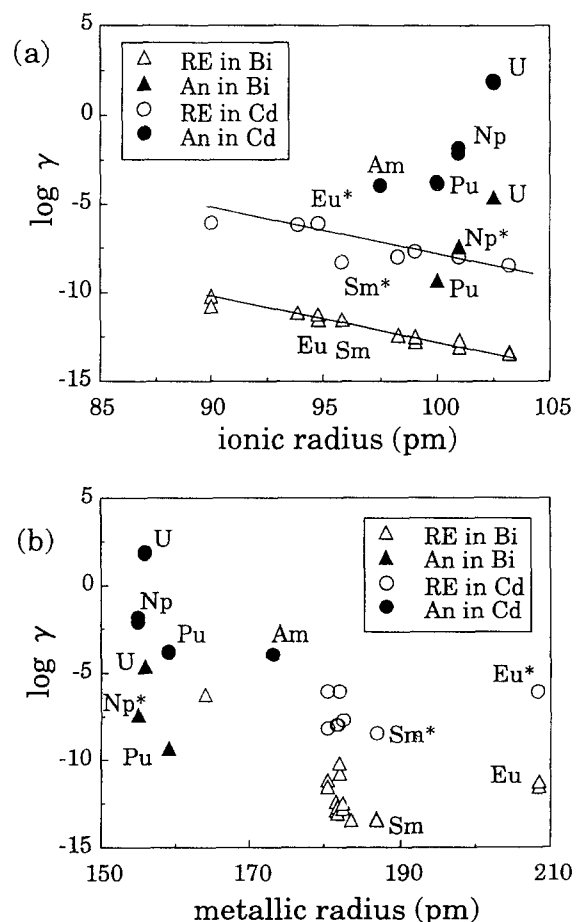 (a)
5
0
-5
-10
-15
log γ
△ RE in Bi
▲ An in Bi
○ RE in Cd
● An in Cd
U
Np
Am
Pu
Eu*
U
Np*
Sm*
Pu
Eu Sm
85 90 95 100 105
ionic radius (pm)
(b)
5
0
-5
-10
-15
log γ
△ RE in Bi
▲ An in Bi
○ RE in Cd
● An in Cd
U
Np
Pu
Am
U
Eu*
Np*
Sm*
Pu
Eu
Sm
150 170 190 210
metallic radius (pm)